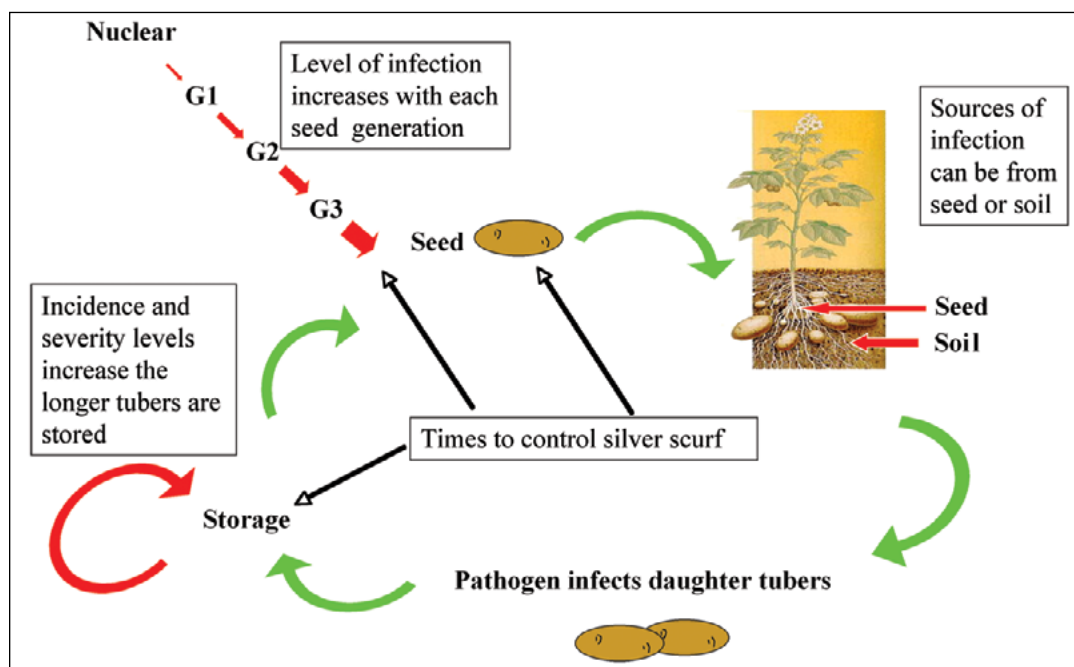 Nuclear
G1
G2
G3
Level of infection
increases with each
seed generation
Seed
Sources of
infection
can be from
seed or soil
Seed
Soil
Incidence and
severity levels
increase the
longer tubers are
stored
Times to control silver scurf
Storage
Pathogen infects daughter tubers